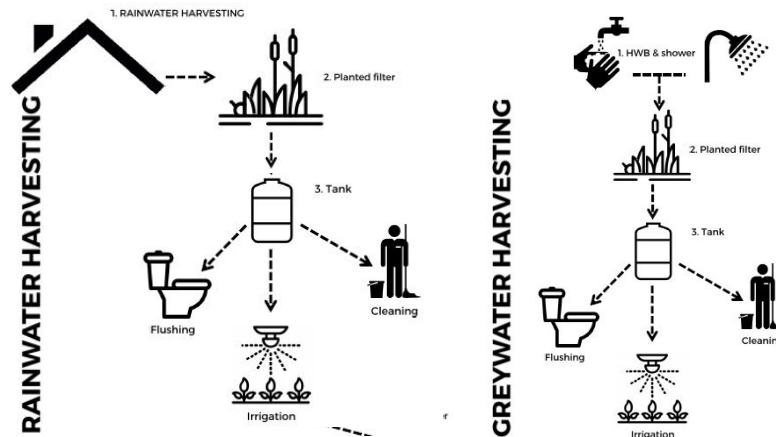 RAINWATER HARVESTING
1. RAINWATER HARVESTING
2. Planted filter
3. Tank
Flushing
Cleaning
Irrigation
GREYWATER HARVESTING
1. HWB & shower
2. Planted filter
3. Tank
Flushing
Cleanin
Irrigation